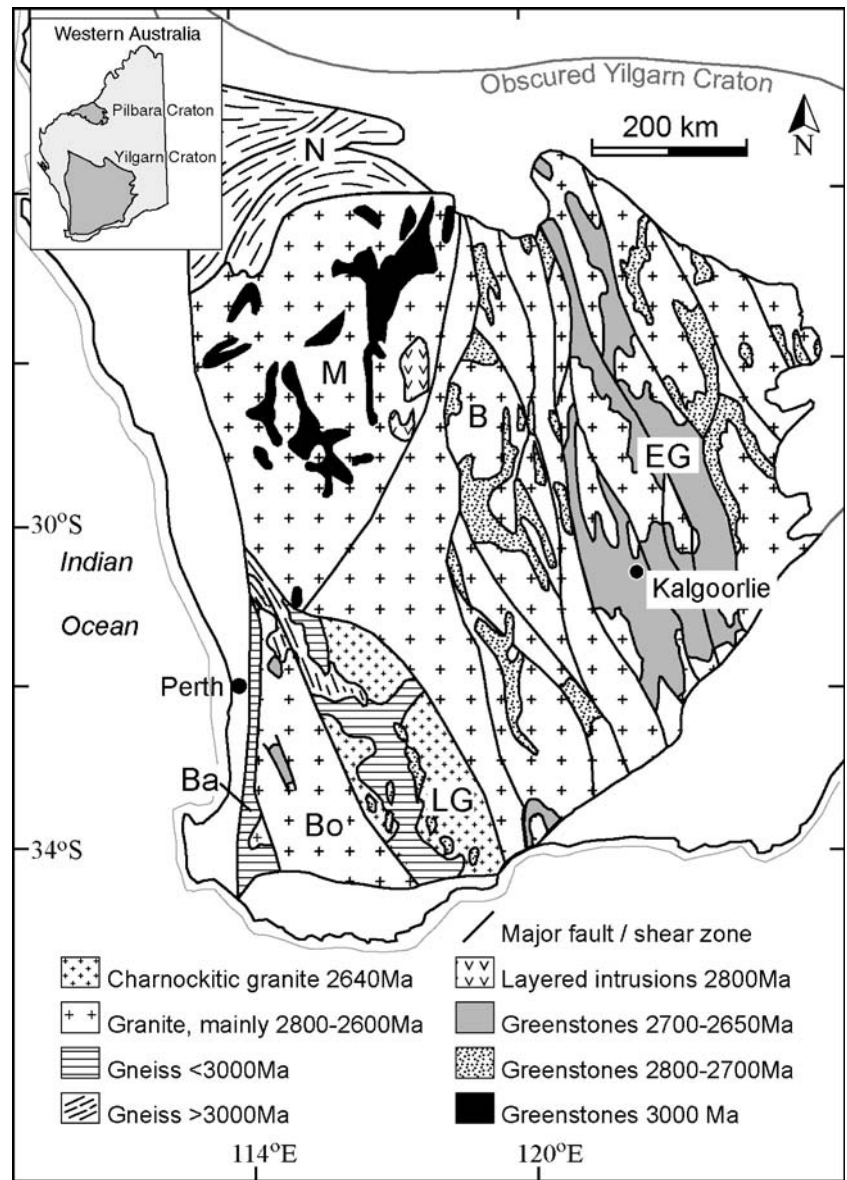 Western Australia
Pilbara Craton
Yilgarn Craton
Obscured Yilgarn Craton
200 km
N
N
M
B
EG
30°S
Indian
Ocean
Kalgoorlie
Perth
Ba
Bo
LG
34°S
Major fault / shear zone
Charnockitic granite 2640Ma
Layered intrusions 2800Ma
Granite, mainly 2800-2600Ma
Greenstones 2700-2650Ma
Gneiss <3000Ma
Greenstones 2800-2700Ma
Gneiss >3000Ma
Greenstones 3000 Ma
114°E
120°E